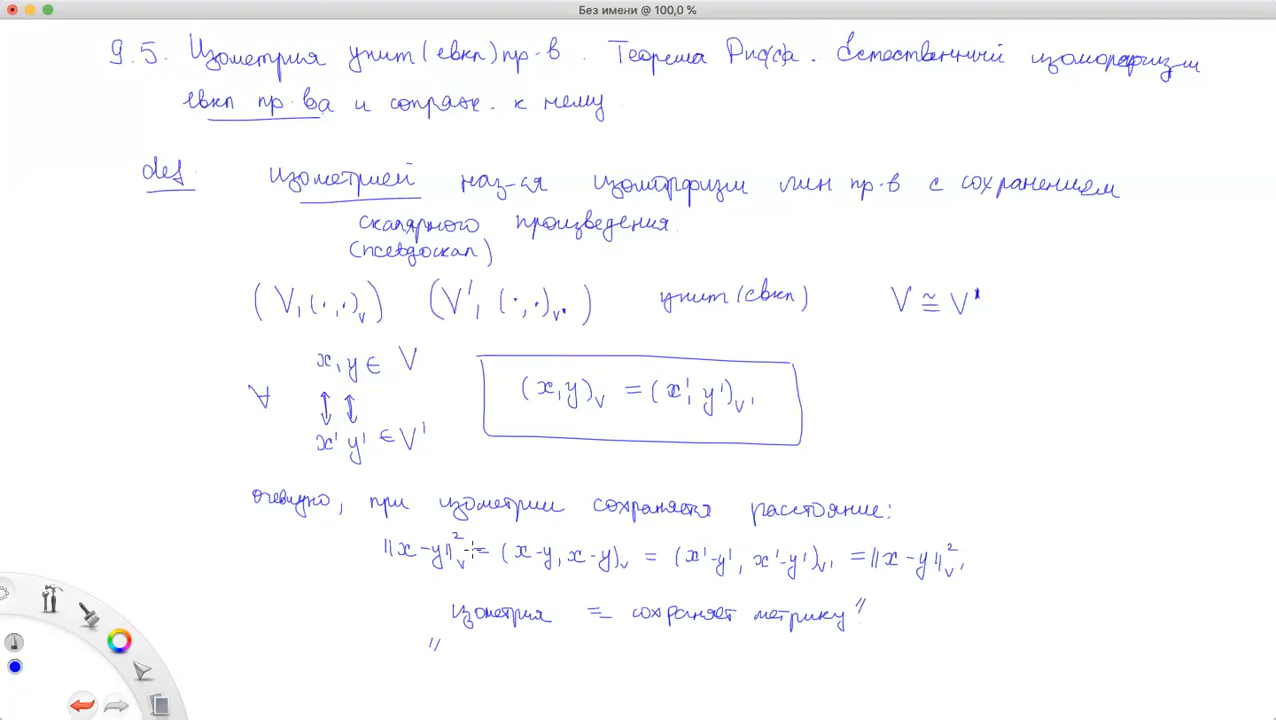 Без имени @ 100,0 %
9.5. Изометрия унит(евкл)пр-в. Теорема Рисса. Естественный изоморфизм
евкл пр.ва и сопряж. к нему
def. изометрией наз-ся изоморфизм лин пр-в с сохранением
скалярного произведения
(псевдоскал)
(V, (·,·)_V) (V', (·,·)_V') унит(евкл) V ≅ V'
x, y ∈ V
∀ ↕ ↕ (x,y)_V = (x', y')_V'
x' y' ∈ V'
очевидно, при изометрии сохраняется расстояние:
||x-y||²_V = (x-y, x-y)_V = (x'-y', x'-y')_V' = ||x-y||²_V'
"изометрия = сохраняет метрику"